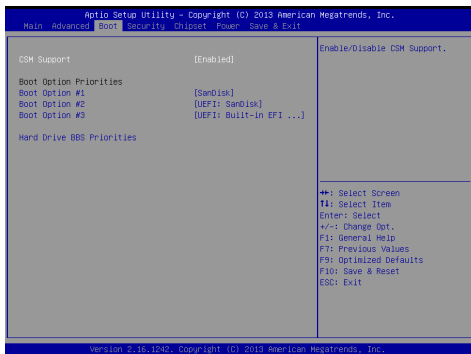 Aptio Setup Utility – Copyright (C) 2013 American Megatrends, Inc.
Main Advanced Boot Security Chipset Power Save & Exit
CSM Support [Enabled]
Boot Option Priorities
Boot Option #1 [SanDisk]
Boot Option #2 [UEFI: SanDisk]
Boot Option #3 [UEFI: Built-in EFI ...]
Hard Drive BBS Priorities
Enable/Disable CSM Support.
→←: Select Screen
↑↓: Select Item
Enter: Select
+/-: Change Opt.
F1: General Help
F7: Previous Values
F9: Optimized Defaults
F10: Save & Reset
ESC: Exit
Version 2.16.1242. Copyright (C) 2013 American Megatrends, Inc.